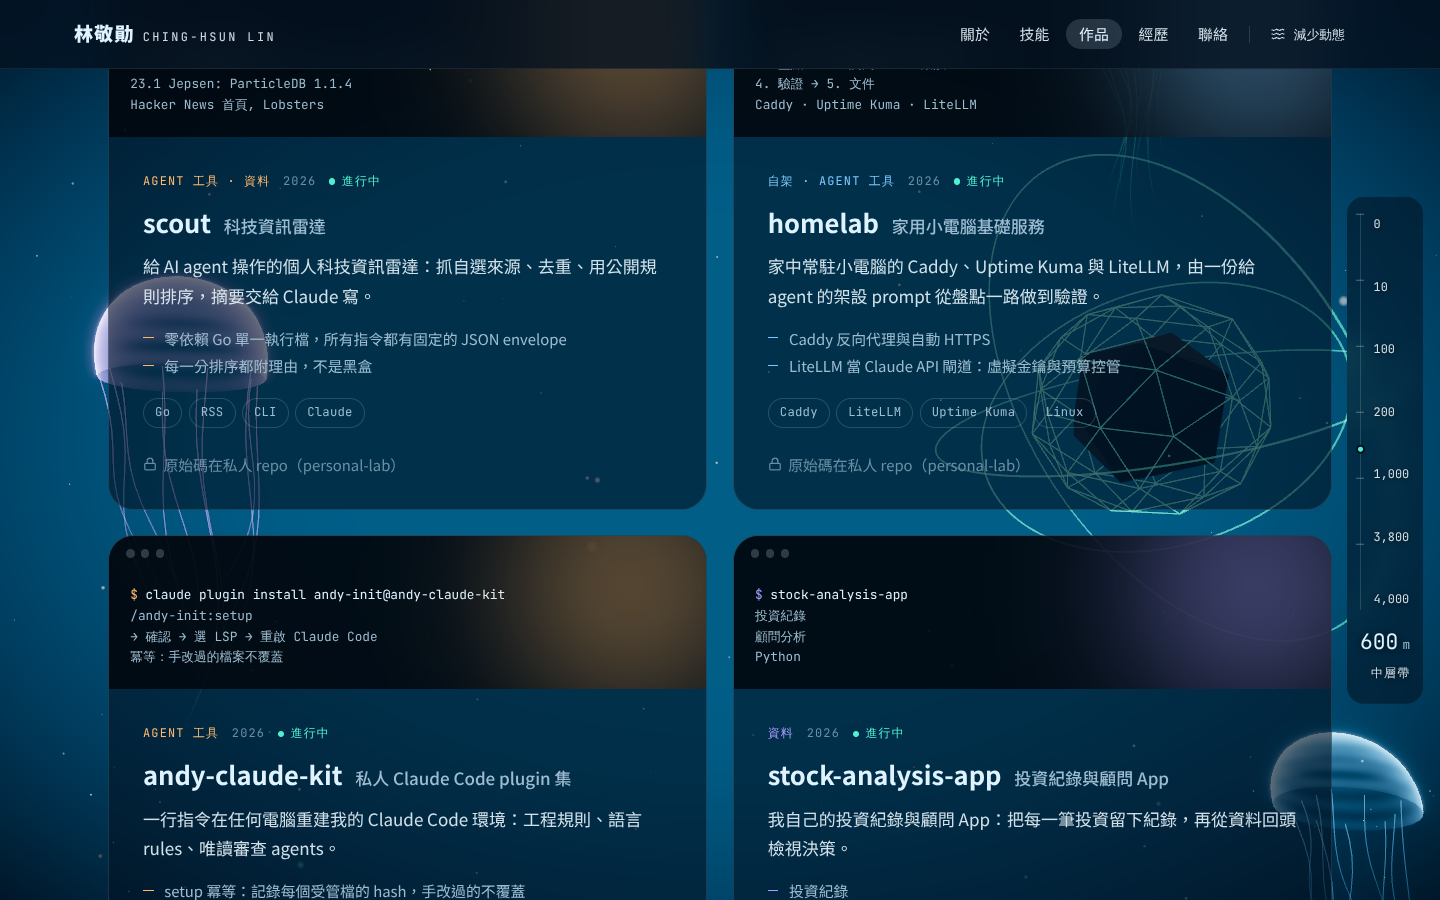 林敬勛 CHING-HSUN LIN
關於 技能 作品 經歷 聯絡 減少動態
23.1 Jepsen: ParticleDB 1.1.4
Hacker News 首頁, Lobsters
AGENT 工具 · 資料 2026 進行中
scout 科技資訊雷達
給 AI agent 操作的個人科技資訊雷達：抓自選來源、去重、用公開規
則排序，摘要交給 Claude 寫。
零依賴 Go 單一執行檔，所有指令都有固定的 JSON envelope
每一分排序都附理由，不是黑盒
Go RSS CLI Claude
原始碼在私人 repo（personal-lab）
4. 驗證 → 5. 文件
Caddy · Uptime Kuma · LiteLLM
自架 · AGENT 工具 2026 進行中
homelab 家用小電腦基礎服務
家中常駐小電腦的 Caddy、Uptime Kuma 與 LiteLLM，由一份給
agent 的架設 prompt 從盤點一路做到驗證。
Caddy 反向代理與自動 HTTPS
LiteLLM 當 Claude API 閘道：虛擬金鑰與預算控管
Caddy LiteLLM Uptime Kuma Linux
原始碼在私人 repo（personal-lab）
$ claude plugin install andy-init@andy-claude-kit
/andy-init:setup
→ 確認 → 選 LSP → 重啟 Claude Code
冪等：手改過的檔案不覆蓋
AGENT 工具 2026 進行中
andy-claude-kit 私人 Claude Code plugin 集
一行指令在任何電腦重建我的 Claude Code 環境：工程規則、語言
rules、唯讀審查 agents。
setup 冪等：記錄每個受管檔的 hash，手改過的不覆蓋
$ stock-analysis-app
投資紀錄
顧問分析
Python
資料 2026 進行中
stock-analysis-app 投資紀錄與顧問 App
我自己的投資紀錄與顧問 App：把每一筆投資留下紀錄，再從資料回頭
檢視決策。
投資紀錄
0
10
100
200
1,000
3,800
4,000
600 m
中層帶